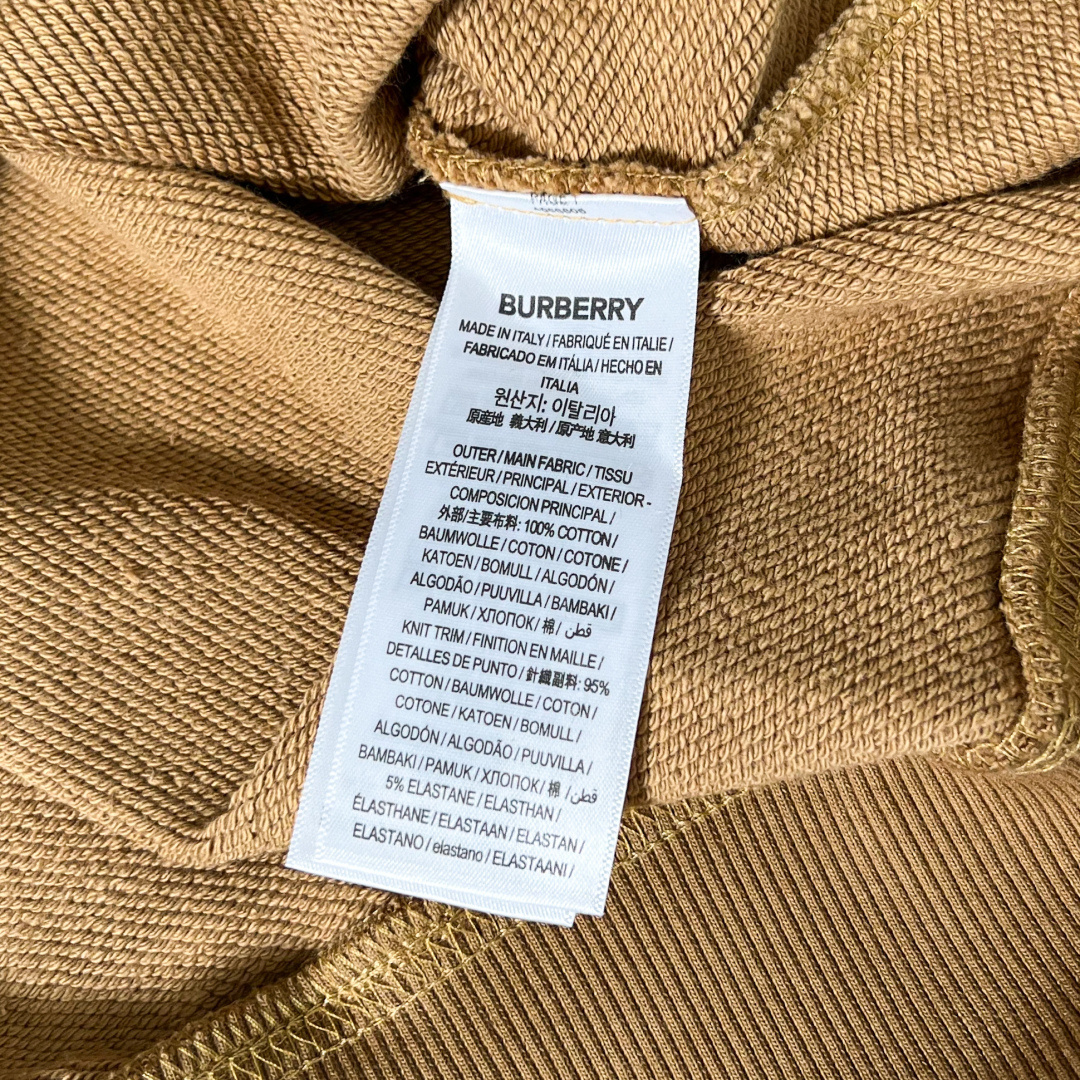 PAGE 1
BURBERRY
MADE IN ITALY / FABRIQUÉ EN ITALIE /
FABRICADO EM ITÁLIA / HECHO EN
ITALIA
원산지: 이탈리아
原産地 義大利 / 原产地 意大利
OUTER / MAIN FABRIC / TISSU
EXTÉRIEUR / PRINCIPAL / EXTERIOR -
COMPOSICION PRINCIPAL /
外部/主要布料: 100% COTTON /
BAUMWOLLE / COTON / COTONE /
KATOEN / BOMULL / ALGODÓN /
ALGODÃO / PUUVILLA / BAMBAKI /
PAMUK / ХЛОПОК / 棉 / قطن
KNIT TRIM / FINITION EN MAILLE /
DETALLES DE PUNTO / 針織副料: 95%
COTTON / BAUMWOLLE / COTON /
COTONE / KATOEN / BOMULL /
ALGODÓN / ALGODÃO / PUUVILLA /
BAMBAKI / PAMUK / ХЛОПОК / 棉 / قطن /
5% ELASTANE / ELASTHAN /
ÉLASTHANE / ELASTAAN / ELASTAN /
ELASTANO / elastano / ELASTAANI /